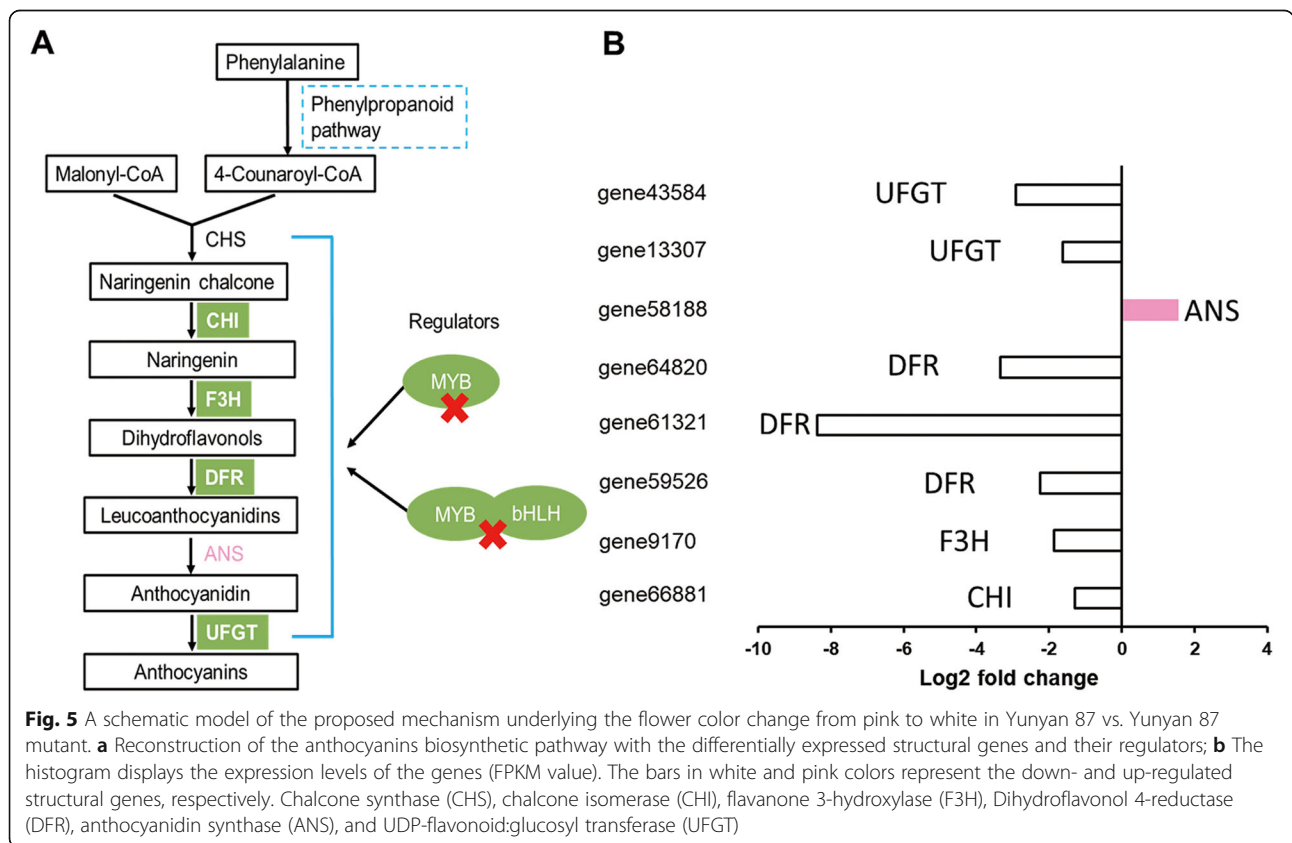 A
Phenylalanine
Phenylpropanoid
pathway
Malonyl-CoA
4-Counaroyl-CoA
CHS
Naringenin chalcone
CHI
Naringenin
F3H
Dihydroflavonols
DFR
Leucoanthocyanidins
ANS
Anthocyanidin
UFGT
Anthocyanins
Regulators
MYB
MYB bHLH
B
gene43584 UFGT
gene13307 UFGT
gene58188 ANS
gene64820 DFR
gene61321 DFR
gene59526 DFR
gene9170 F3H
gene66881 CHI
-10 -8 -6 -4 -2 0 2 4
Log2 fold change
Fig. 5 A schematic model of the proposed mechanism underlying the flower color change from pink to white in Yunyan 87 vs. Yunyan 87
mutant. a Reconstruction of the anthocyanins biosynthetic pathway with the differentially expressed structural genes and their regulators; b The
histogram displays the expression levels of the genes (FPKM value). The bars in white and pink colors represent the down- and up-regulated
structural genes, respectively. Chalcone synthase (CHS), chalcone isomerase (CHI), flavanone 3-hydroxylase (F3H), Dihydroflavonol 4-reductase
(DFR), anthocyanidin synthase (ANS), and UDP-flavonoid:glucosyl transferase (UFGT)